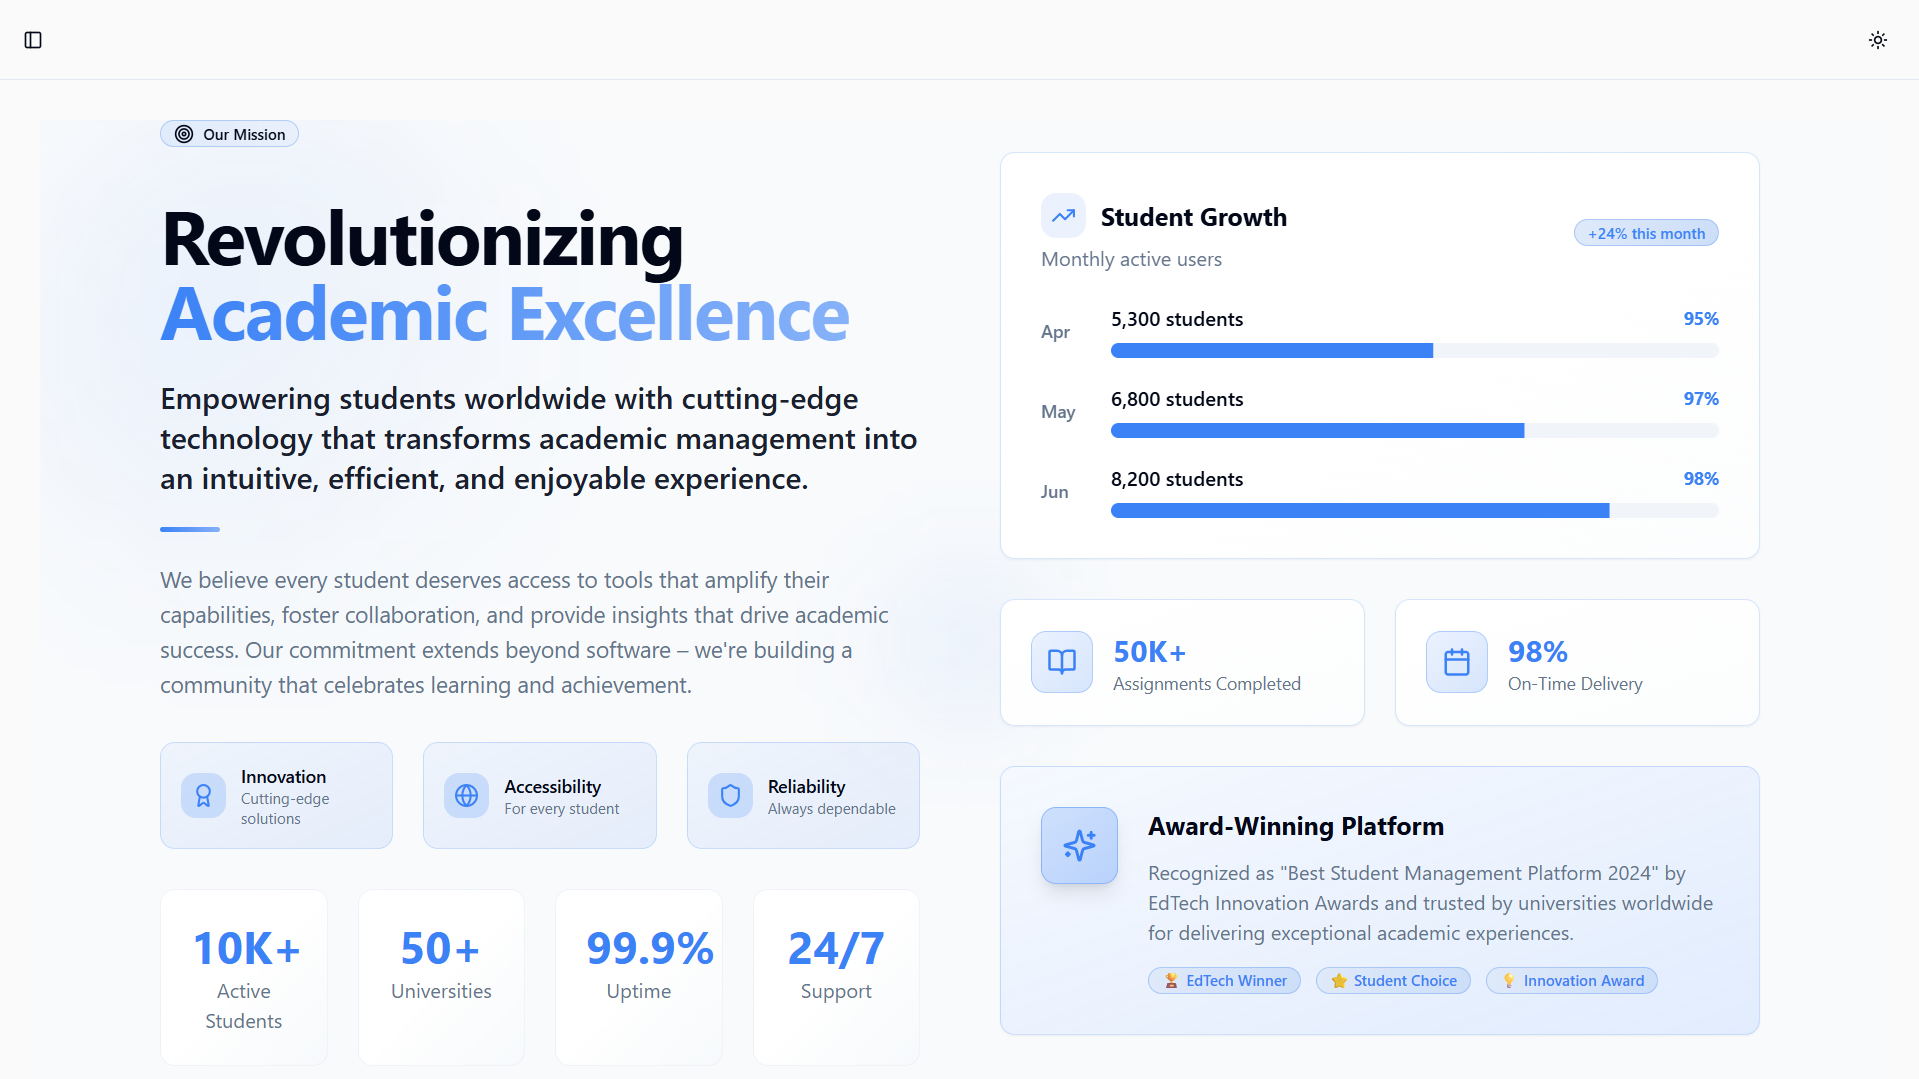 Our Mission
Revolutionizing
Academic Excellence
Empowering students worldwide with cutting-edge
technology that transforms academic management into
an intuitive, efficient, and enjoyable experience.
We believe every student deserves access to tools that amplify their
capabilities, foster collaboration, and provide insights that drive academic
success. Our commitment extends beyond software – we're building a
community that celebrates learning and achievement.
Innovation
Cutting-edge
solutions
Accessibility
For every student
Reliability
Always dependable
10K+
Active
Students
50+
Universities
99.9%
Uptime
24/7
Support
Student Growth
+24% this month
Monthly active users
Apr
5,300 students
95%
May
6,800 students
97%
Jun
8,200 students
98%
50K+
Assignments Completed
98%
On-Time Delivery
Award-Winning Platform
Recognized as "Best Student Management Platform 2024" by
EdTech Innovation Awards and trusted by universities worldwide
for delivering exceptional academic experiences.
🏆 EdTech Winner
⭐ Student Choice
💡 Innovation Award